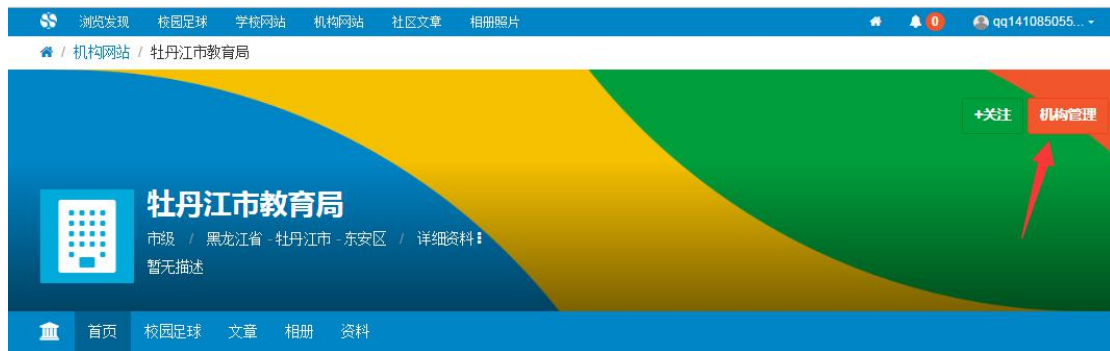 浏览发现 校园足球 学校网站 机构网站 社区文章 相册照片 0 qq141085055...
/ 机构网站 / 牡丹江市教育局
+关注 机构管理
牡丹江市教育局
市级 / 黑龙江省 - 牡丹江市 - 东安区 / 详细资料
暂无描述
首页 校园足球 文章 相册 资料